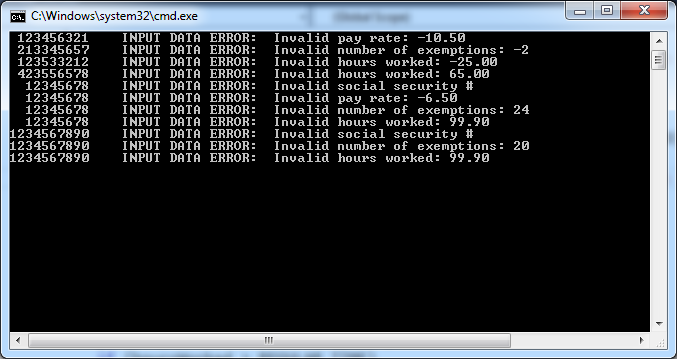 C:\Windows\system32\cmd.exe
123456321 INPUT DATA ERROR: Invalid pay rate: -10.50
213345657 INPUT DATA ERROR: Invalid number of exemptions: -2
123533212 INPUT DATA ERROR: Invalid hours worked: -25.00
423556578 INPUT DATA ERROR: Invalid hours worked: 65.00
12345678 INPUT DATA ERROR: Invalid social security #
12345678 INPUT DATA ERROR: Invalid pay rate: -6.50
12345678 INPUT DATA ERROR: Invalid number of exemptions: 24
12345678 INPUT DATA ERROR: Invalid hours worked: 99.90
1234567890 INPUT DATA ERROR: Invalid social security #
1234567890 INPUT DATA ERROR: Invalid number of exemptions: 20
1234567890 INPUT DATA ERROR: Invalid hours worked: 99.90